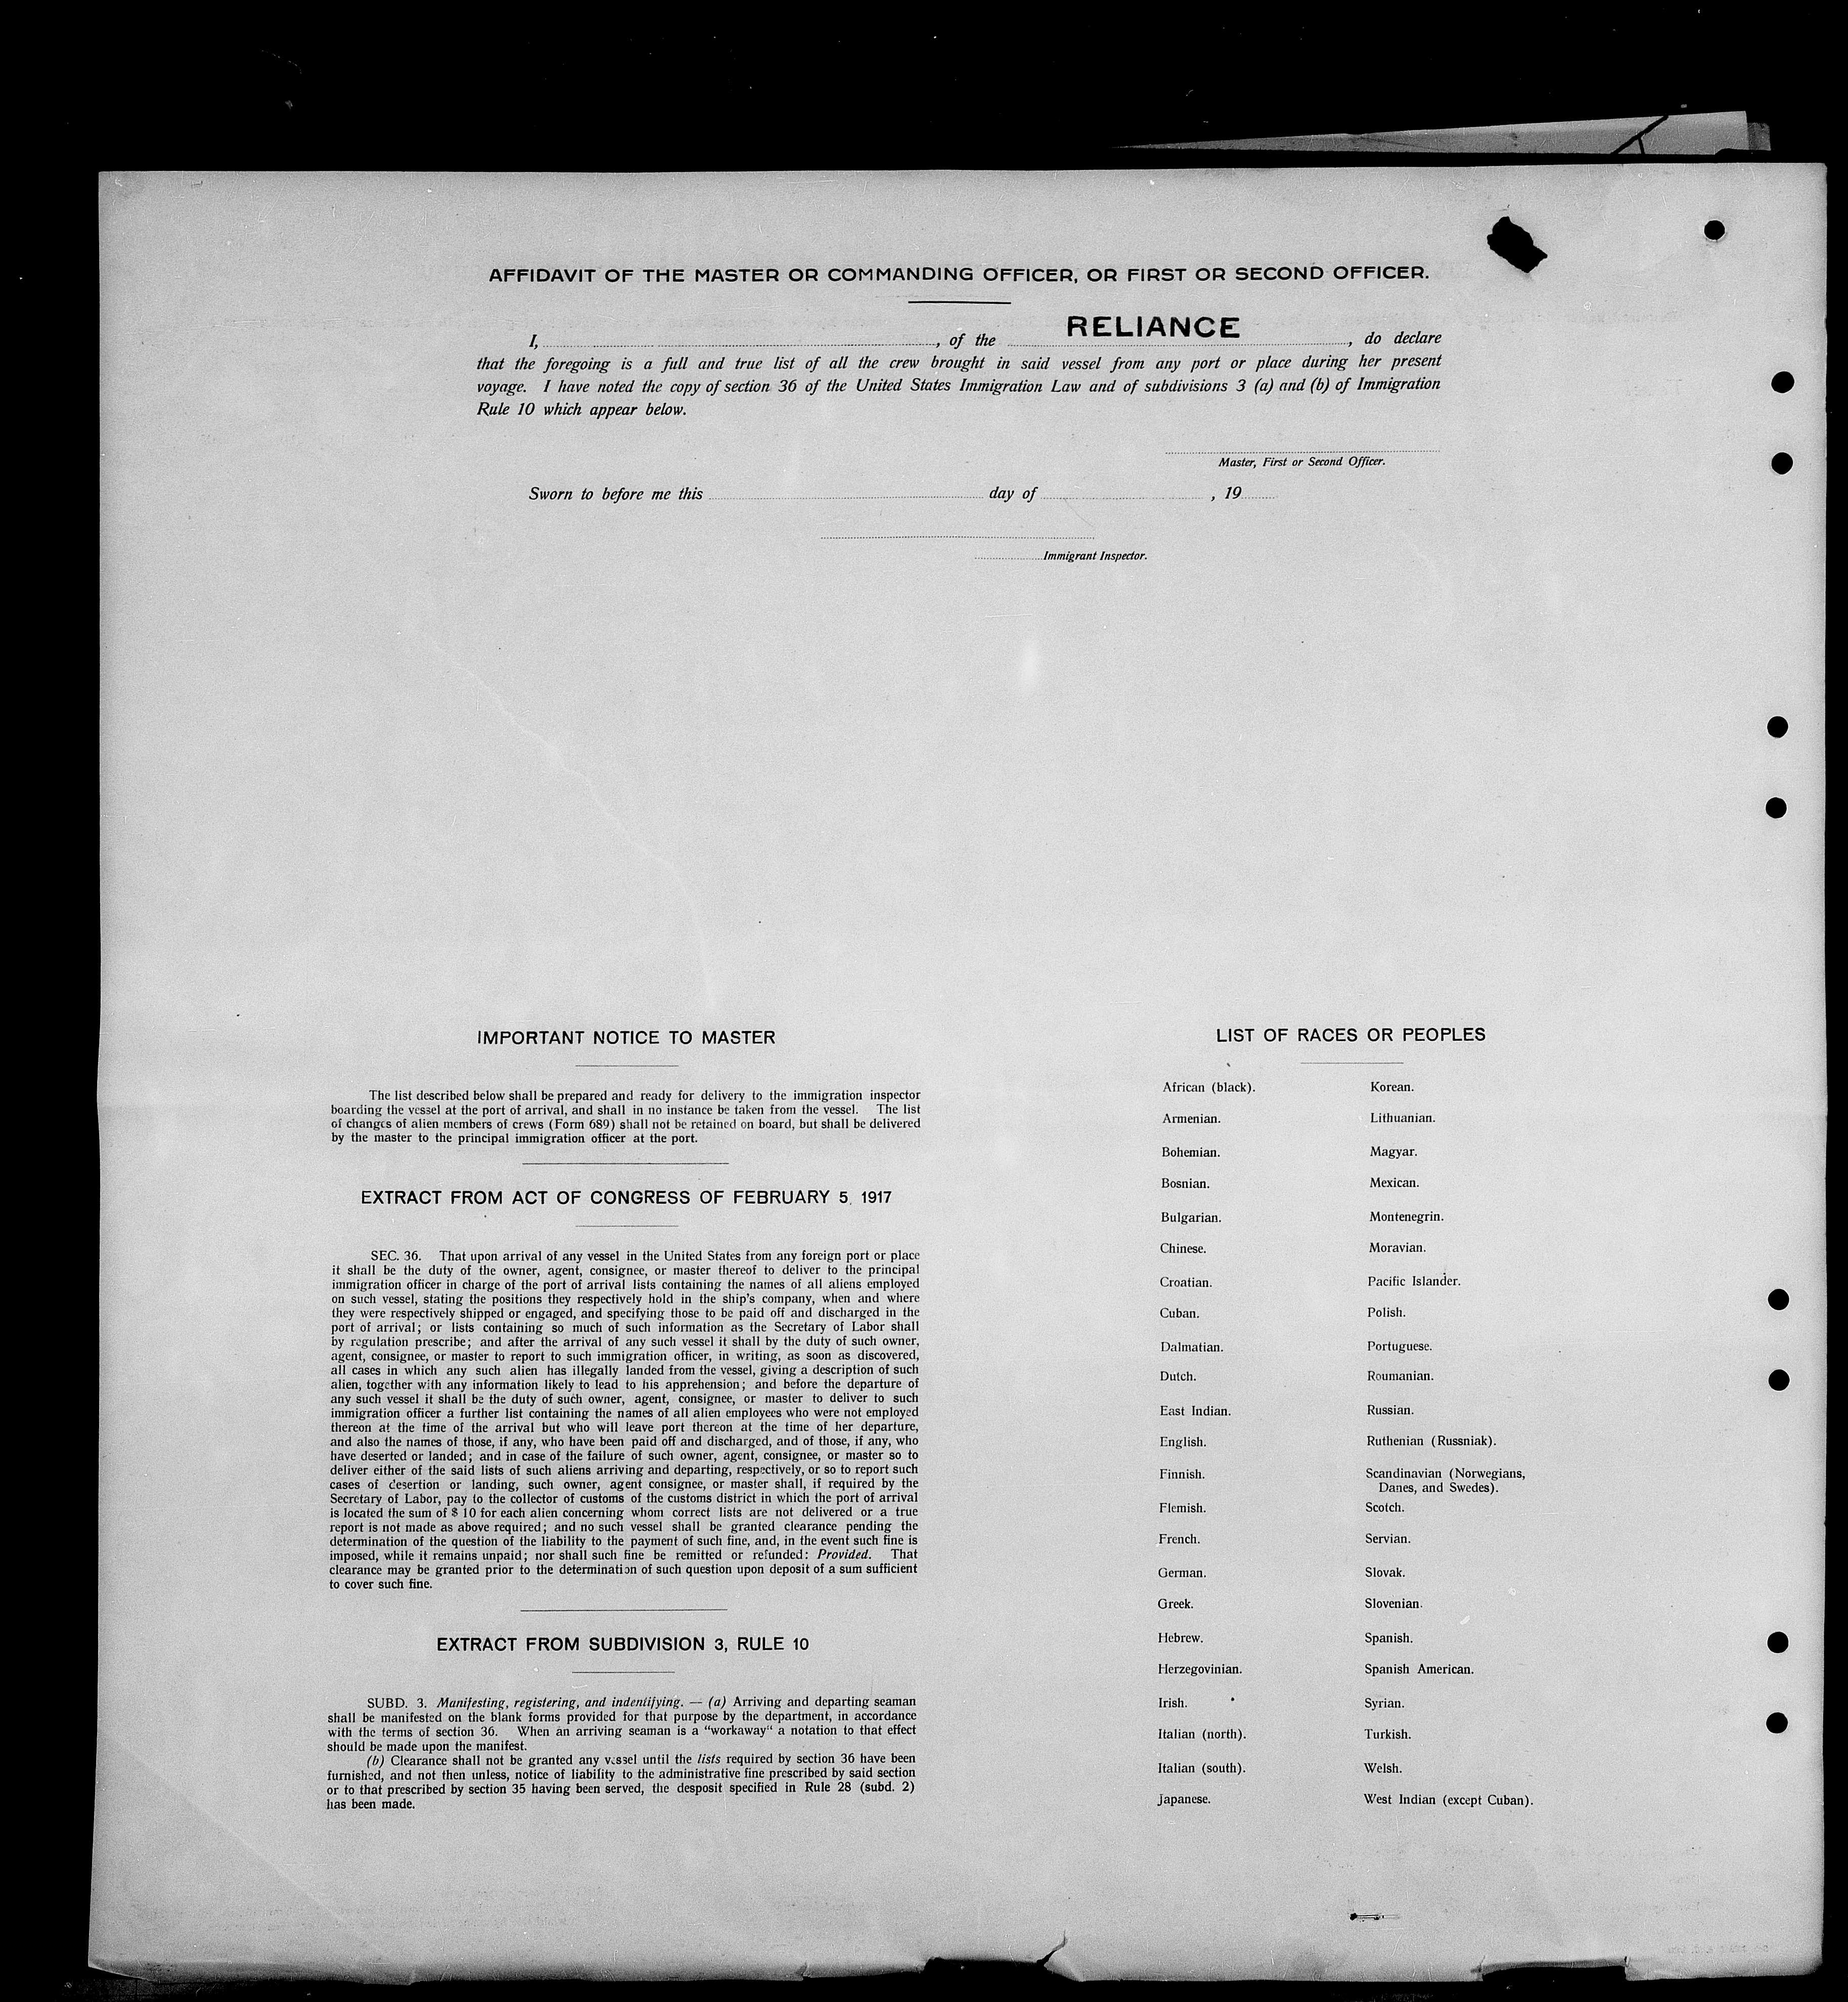 AFFIDAVIT OF THE MASTER OR COMMANDING OFFICER, OR FIRST OR SECOND OFFICER.
I, , of the RELIANCE , do declare
that the foregoing is a full and true list of all the crew brought in said vessel from any port or place during her present
voyage. I have noted the copy of section 36 of the United States Immigration Law and of subdivisions 3 (a) and (b) of Immigration
Rule 10 which appear below.
Master, First or Second Officer.
Sworn to before me this day of , 19
Immigrant Inspector.
IMPORTANT NOTICE TO MASTER
The list described below shall be prepared and ready for delivery to the immigration inspector
boarding the vessel at the port of arrival, and shall in no instance be taken from the vessel. The list
of changes of alien members of crews (Form 689) shall not be retained on board, but shall be delivered
by the master to the principal immigration officer at the port.
EXTRACT FROM ACT OF CONGRESS OF FEBRUARY 5, 1917
SEC. 36. That upon arrival of any vessel in the United States from any foreign port or place
it shall be the duty of the owner, agent, consignee, or master thereof to deliver to the principal
immigration officer in charge of the port of arrival lists containing the names of all aliens employed
on such vessel, stating the positions they respectively hold in the ship's company, when and where
they were respectively shipped or engaged, and specifying those to be paid off and discharged in the
port of arrival; or lists containing so much of such information as the Secretary of Labor shall
by regulation prescribe; and after the arrival of any such vessel it shall by the duty of such owner,
agent, consignee, or master to report to such immigration officer, in writing, as soon as discovered,
all cases in which any such alien has illegally landed from the vessel, giving a description of such
alien, together with any information likely to lead to his apprehension; and before the departure of
any such vessel it shall be the duty of such owner, agent, consignee, or master to deliver to such
immigration officer a further list containing the names of all alien employees who were not employed
thereon at the time of the arrival but who will leave port thereon at the time of her departure,
and also the names of those, if any, who have been paid off and discharged, and of those, if any, who
have deserted or landed; and in case of the failure of such owner, agent, consignee, or master so to
deliver either of the said lists of such aliens arriving and departing, respectively, or so to report such
cases of desertion or landing, such owner, agent consignee, or master shall, if required by the
Secretary of Labor, pay to the collector of customs of the customs district in which the port of arrival
is located the sum of $ 10 for each alien concerning whom correct lists are not delivered or a true
report is not made as above required; and no such vessel shall be granted clearance pending the
determination of the question of the liability to the payment of such fine, and, in the event such fine is
imposed, while it remains unpaid; nor shall such fine be remitted or refunded: Provided. That
clearance may be granted prior to the determination of such question upon deposit of a sum sufficient
to cover such fine.
EXTRACT FROM SUBDIVISION 3, RULE 10
SUBD. 3. Manifesting, registering, and indentifying. — (a) Arriving and departing seaman
shall be manifested on the blank forms provided for that purpose by the department, in accordance
with the terms of section 36. When an arriving seaman is a "workaway" a notation to that effect
should be made upon the manifest.
(b) Clearance shall not be granted any vessel until the lists required by section 36 have been
furnished, and not then unless, notice of liability to the administrative fine prescribed by said section
or to that prescribed by section 35 having been served, the desposit specified in Rule 28 (subd. 2)
has been made.
LIST OF RACES OR PEOPLES
African (black).
Armenian.
Bohemian.
Bosnian.
Bulgarian.
Chinese.
Croatian.
Cuban.
Dalmatian.
Dutch.
East Indian.
English.
Finnish.
Flemish.
French.
German.
Greek.
Hebrew.
Herzegovinian.
Irish.
Italian (north).
Italian (south).
Japanese.
Korean.
Lithuanian.
Magyar.
Mexican.
Montenegrin.
Moravian.
Pacific Islander.
Polish.
Portuguese.
Roumanian.
Russian.
Ruthenian (Russniak).
Scandinavian (Norwegians,
Danes, and Swedes).
Scotch.
Servian.
Slovak.
Slovenian.
Spanish.
Spanish American.
Syrian.
Turkish.
Welsh.
West Indian (except Cuban).